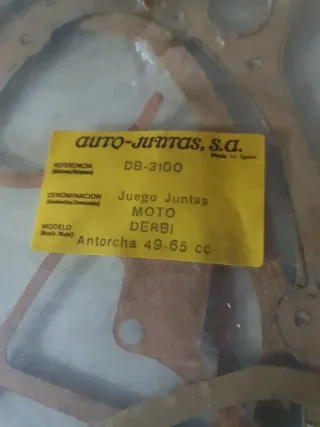 AUTO-JUNTAS, S.A.
Made in Spain
REFERENCIA DB-3100
DENOMINACION Juego Juntas
MOTO
MODELO DERBI
Antorcha 49-65 cc